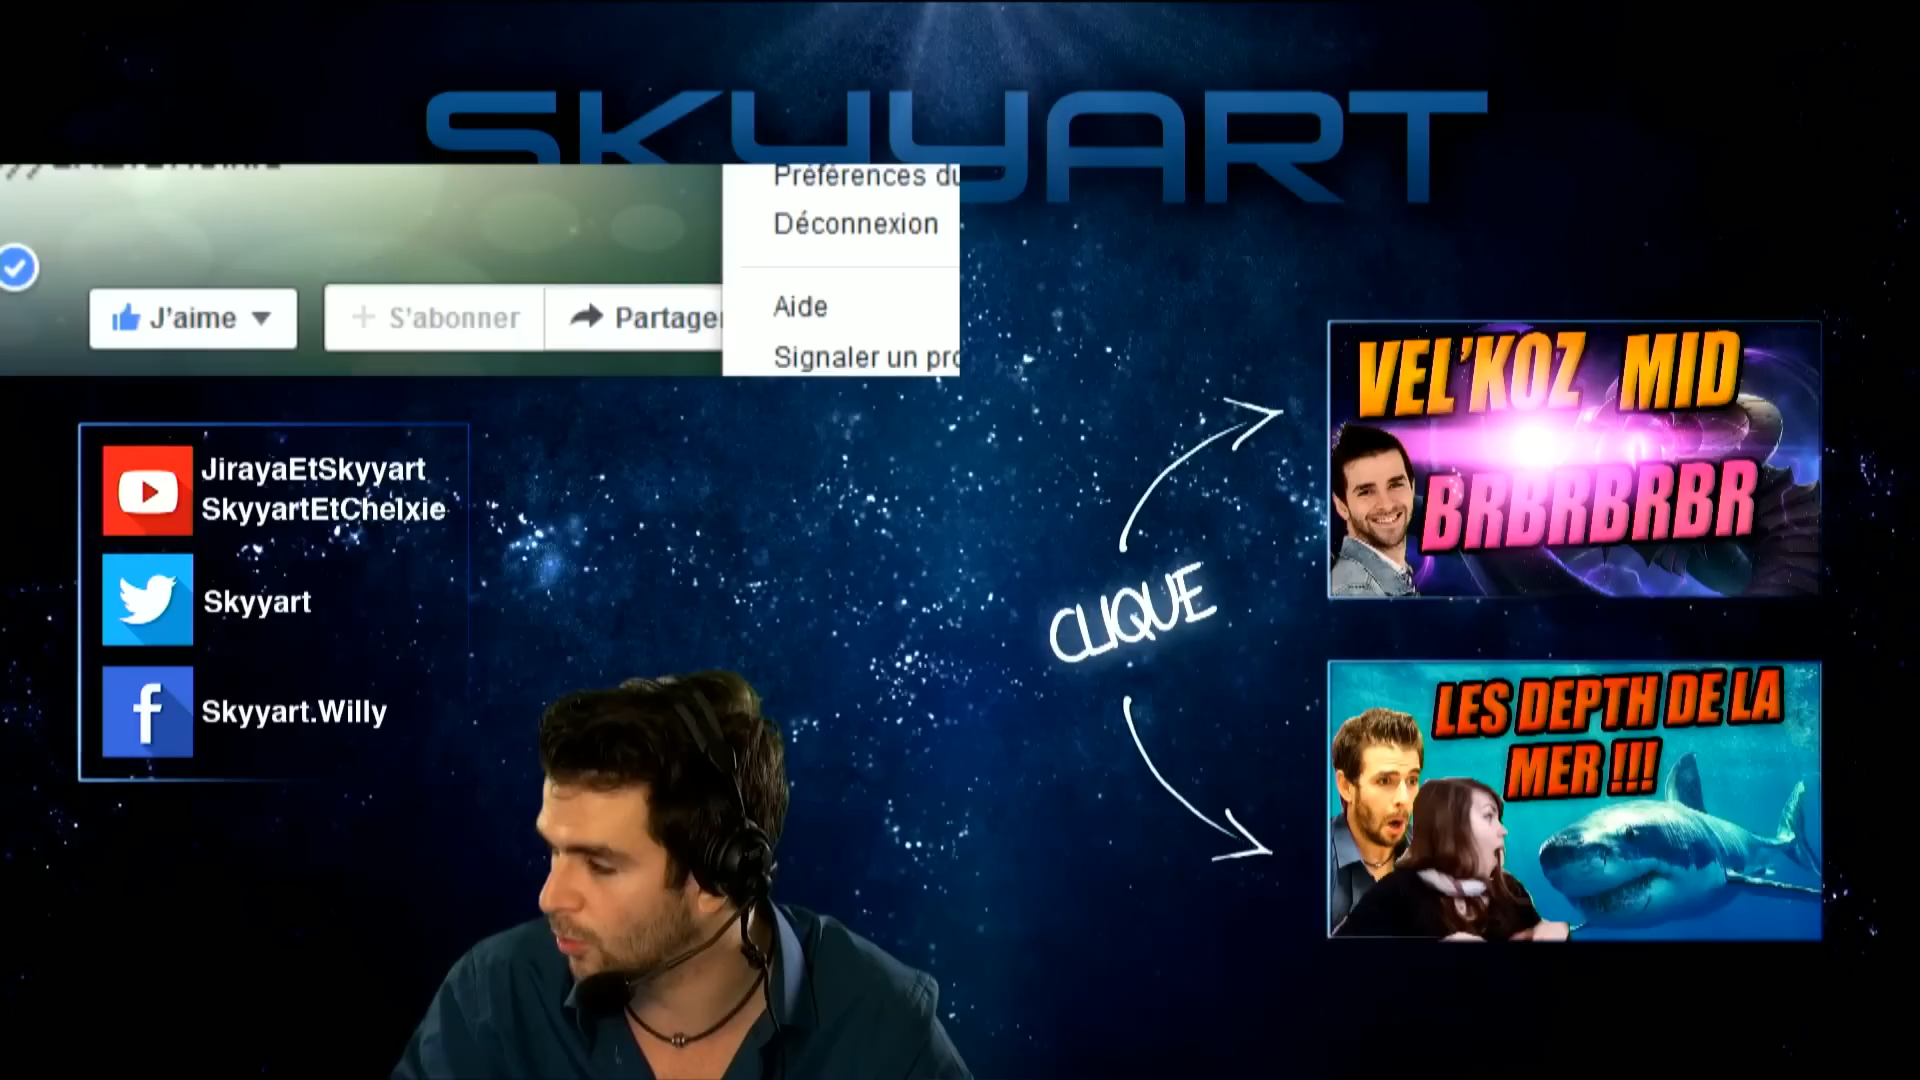 SKYYART
Préférences du
Déconnexion
Aide
Signaler un pro
J'aime
S'abonner
Partager
JirayaEtSkyyart
SkyyartEtChelxie
Skyyart
Skyyart.Willy
CLIQUE
VEL'KOZ MID
BRBRBRBR
LES DEPTH DE LA
MER !!!